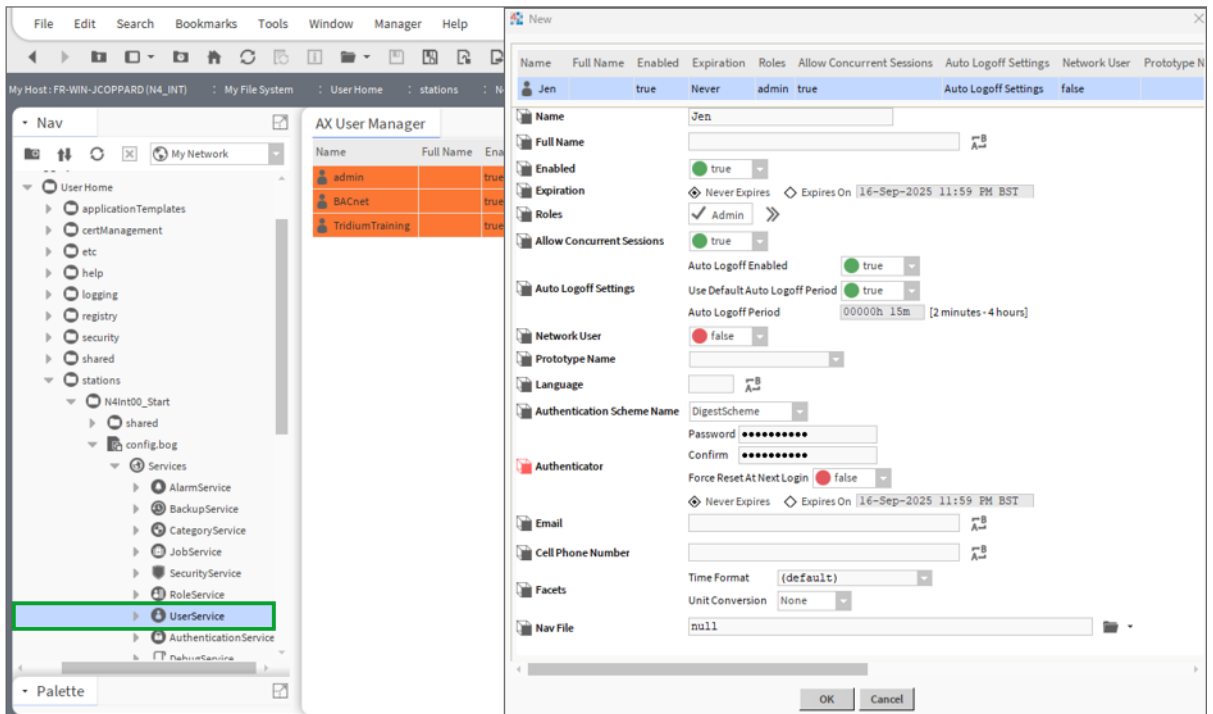 File Edit Search Bookmarks Tools Window Manager Help
My Host : FR-WIN-JCOPPARD (N4_INT) : My File System : User Home : stations : N
Nav
My Network
User Home
applicationTemplates
certManagement
etc
help
logging
registry
security
shared
stations
N4Int00_Start
shared
config.bog
Services
AlarmService
BackupService
CategoryService
JobService
SecurityService
RoleService
UserService
AuthenticationService
DebugService
Palette
AX User Manager
Name Full Name Ena
admin true
BACnet true
TridiumTraining true
New
Name Full Name Enabled Expiration Roles Allow Concurrent Sessions Auto Logoff Settings Network User Prototype N
Jen true Never admin true Auto Logoff Settings false
Name Jen
Full Name
Enabled true
Expiration Never Expires Expires On 16-Sep-2025 11:59 PM BST
Roles Admin
Allow Concurrent Sessions true
Auto Logoff Enabled true
Auto Logoff Settings Use Default Auto Logoff Period true
Auto Logoff Period 00000h 15m [2 minutes - 4 hours]
Network User false
Prototype Name
Language
Authentication Scheme Name DigestScheme
Password ••••••••••
Confirm ••••••••••
Authenticator
Force Reset At Next Login false
Never Expires Expires On 16-Sep-2025 11:59 PM BST
Email
Cell Phone Number
Facets
Time Format (default)
Unit Conversion None
Nav File null
OK Cancel